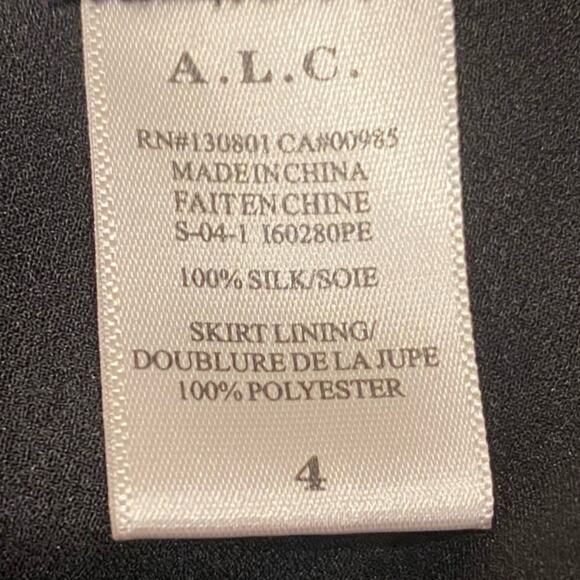 A.L.C.
RN#130801 CA#00985
MADE IN CHINA
FAIT EN CHINE
S-04-1 I60280PE
100% SILK/SOIE
SKIRT LINING/
DOUBLURE DE LA JUPE
100% POLYESTER
4